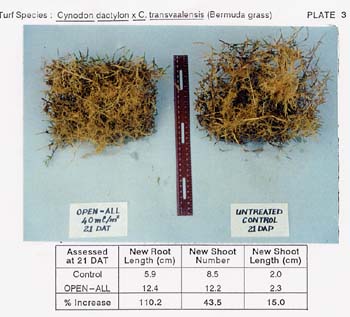 Turf Species : Cynodon dactylon x C. transvaalensis (Bermuda grass) PLATE 3
OPEN-ALL
40 ml/m²
21 DAT
UNTREATED
CONTROL
21 DAP
Assessed at 21 DAT New Root Length (cm) New Shoot Number New Shoot Length (cm)
Control 5.9 8.5 2.0
OPEN-ALL 12.4 12.2 2.3
% Increase 110.2 43.5 15.0